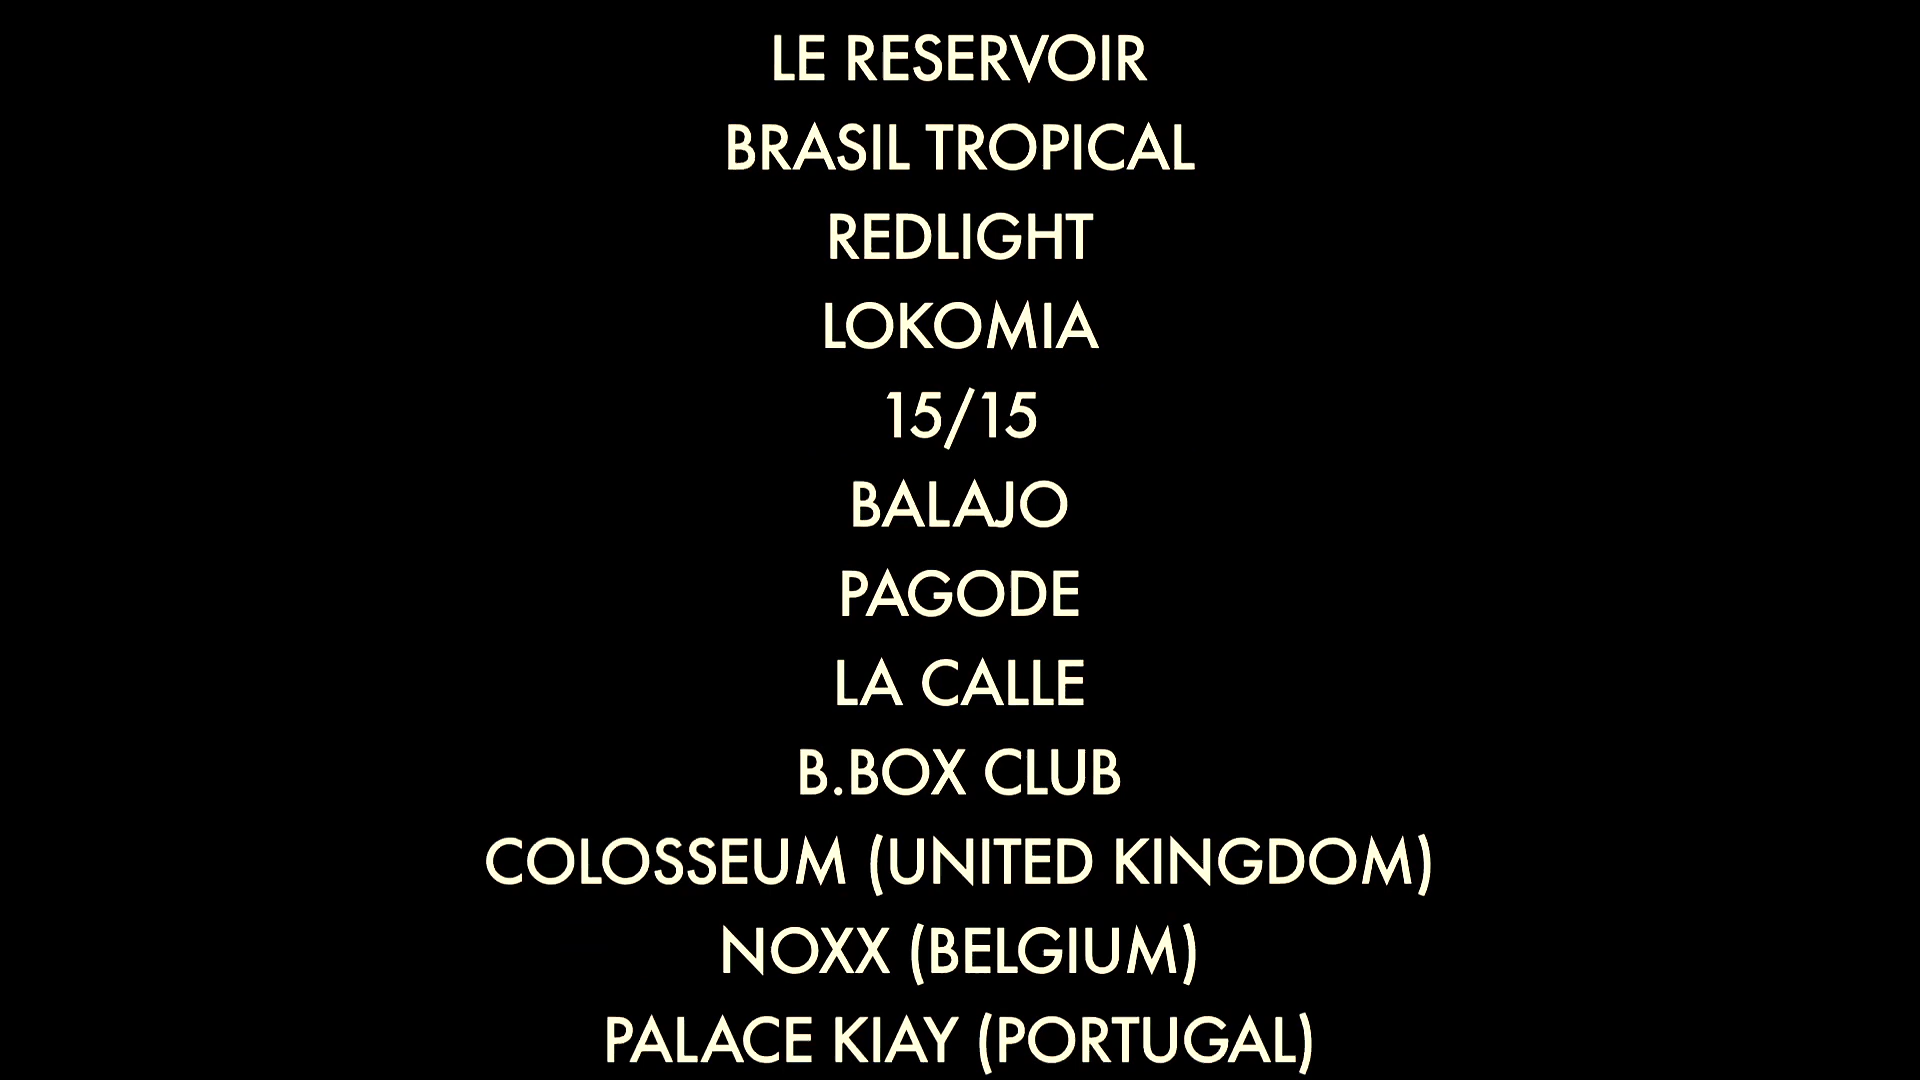 LE RESERVOIR
BRASIL TROPICAL
REDLIGHT
LOKOMIA
15/15
BALAJO
PAGODE
LA CALLE
B.BOX CLUB
COLOSSEUM (UNITED KINGDOM)
NOXX (BELGIUM)
PALACE KIAY (PORTUGAL)